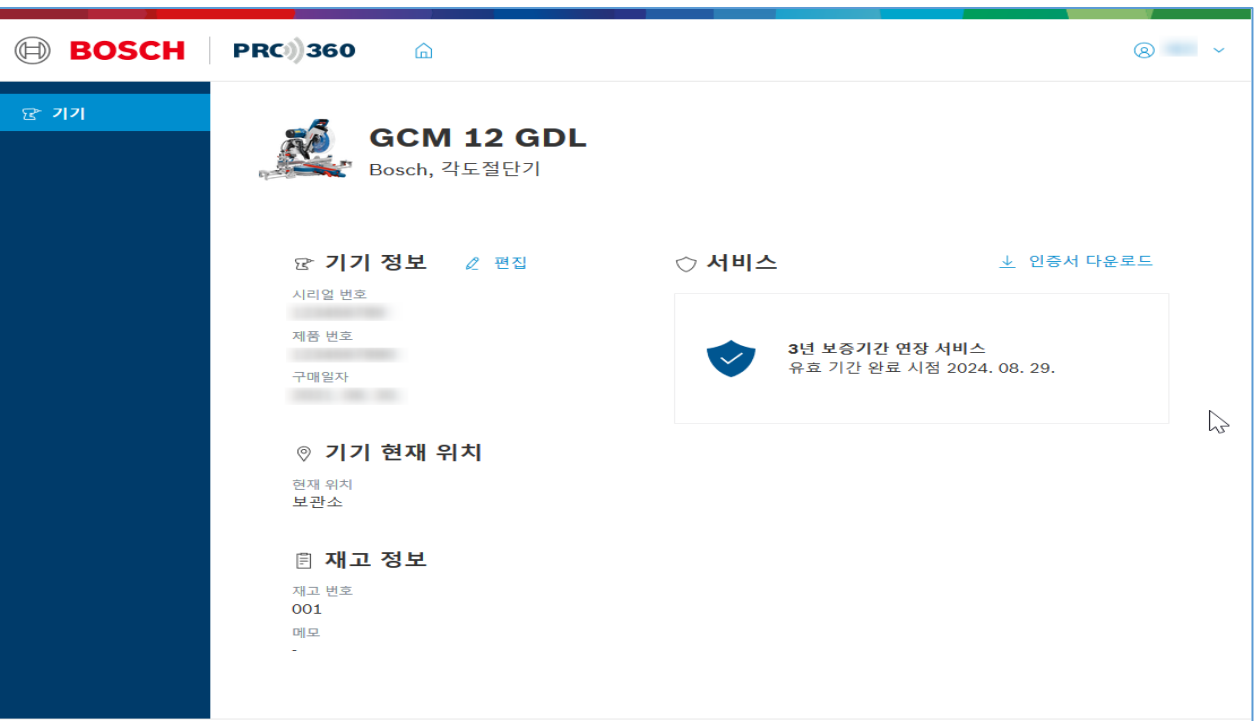 BOSCH PRO360
기기
GCM 12 GDL
Bosch, 각도절단기
기기 정보 편집
시리얼 번호
제품 번호
구매일자
기기 현재 위치
현재 위치
보관소
재고 정보
재고 번호
001
메모
-
서비스 인증서 다운로드
3년 보증기간 연장 서비스
유효 기간 완료 시점 2024. 08. 29.